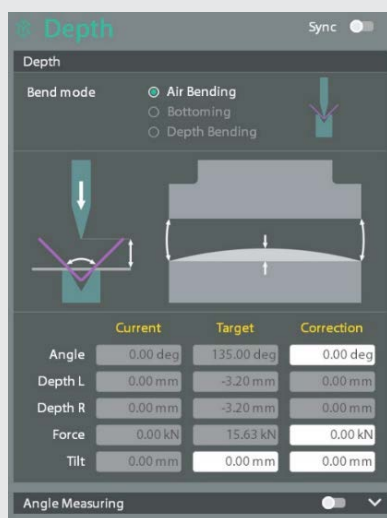 Depth
Sync
Depth
Bend mode
Air Bending
Bottoming
Depth Bending
Current Target Correction
Angle 0.00 deg 135.00 deg 0.00 deg
Depth L 0.00 mm -3.20 mm 0.00 mm
Depth R 0.00 mm -3.20 mm 0.00 mm
Force 0.00 kN 15.63 kN 0.00 kN
Tilt 0.00 mm 0.00 mm 0.00 mm
Angle Measuring